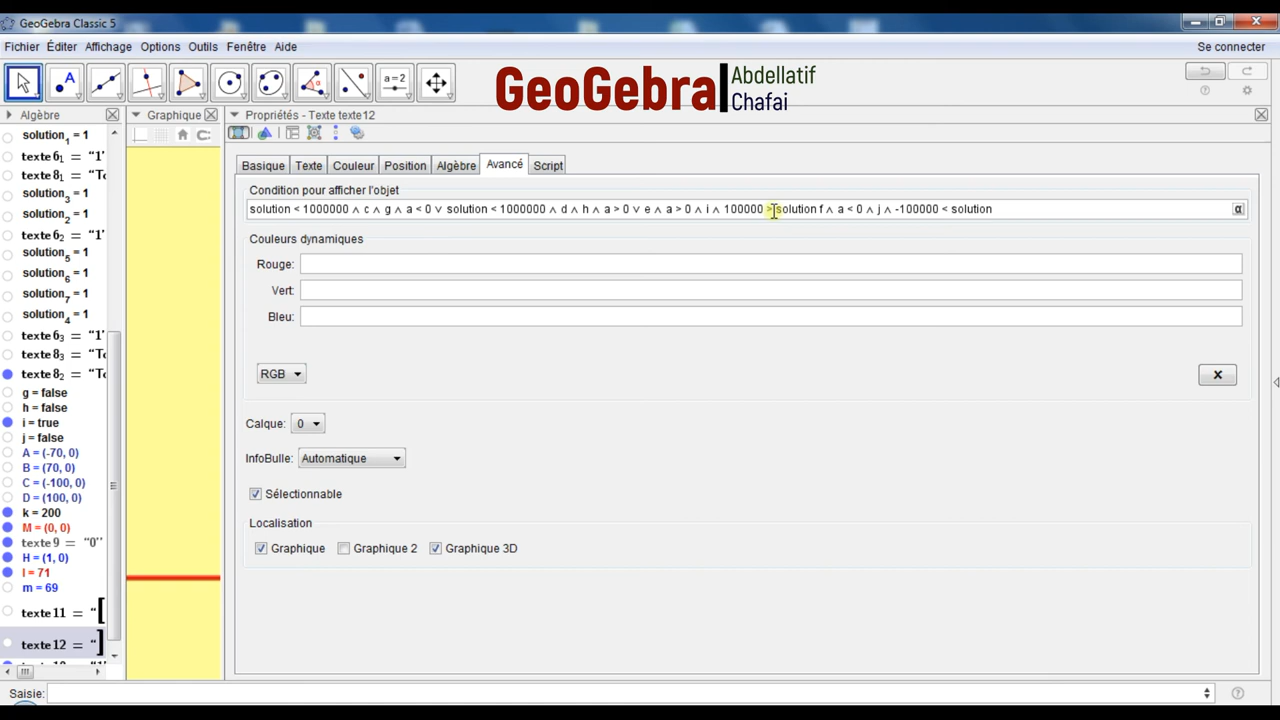 GeoGebra Classic 5
Fichier Éditer Affichage Options Outils Fenêtre Aide
Se connecter
A
a=2
GeoGebra
Abdellatif
Chafai
Algèbre
Graphique
Propriétés - Texte texte12
Basique Texte Couleur Position Algèbre Avancé Script
Condition pour afficher l'objet
solution < 1000000 ∧ c ∧ g ∧ a < 0 ∨ solution < 1000000 ∧ d ∧ h ∧ a > 0 ∨ e ∧ a > 0 ∧ i ∧ 100000 > solution f ∧ a < 0 ∧ j ∧ -100000 < solution
α
Couleurs dynamiques
Rouge:
Vert:
Bleu:
RGB
x
Calque: 0
InfoBulle: Automatique
Sélectionnable
Localisation
Graphique Graphique 2 Graphique 3D
solution1 = 1
texte61 = "1"
texte81 = "To
solution3 = 1
solution2 = 1
texte62 = "1"
solution5 = 1
solution6 = 1
solution7 = 1
solution4 = 1
texte63 = "1"
texte83 = "To
texte82 = "To
g = false
h = false
i = true
j = false
A = (-70, 0)
B = (70, 0)
C = (-100, 0)
D = (100, 0)
k = 200
M = (0, 0)
texte9 = "0"
H = (1, 0)
l = 71
m = 69
texte11 = "[
texte12 = "]
Saisie: